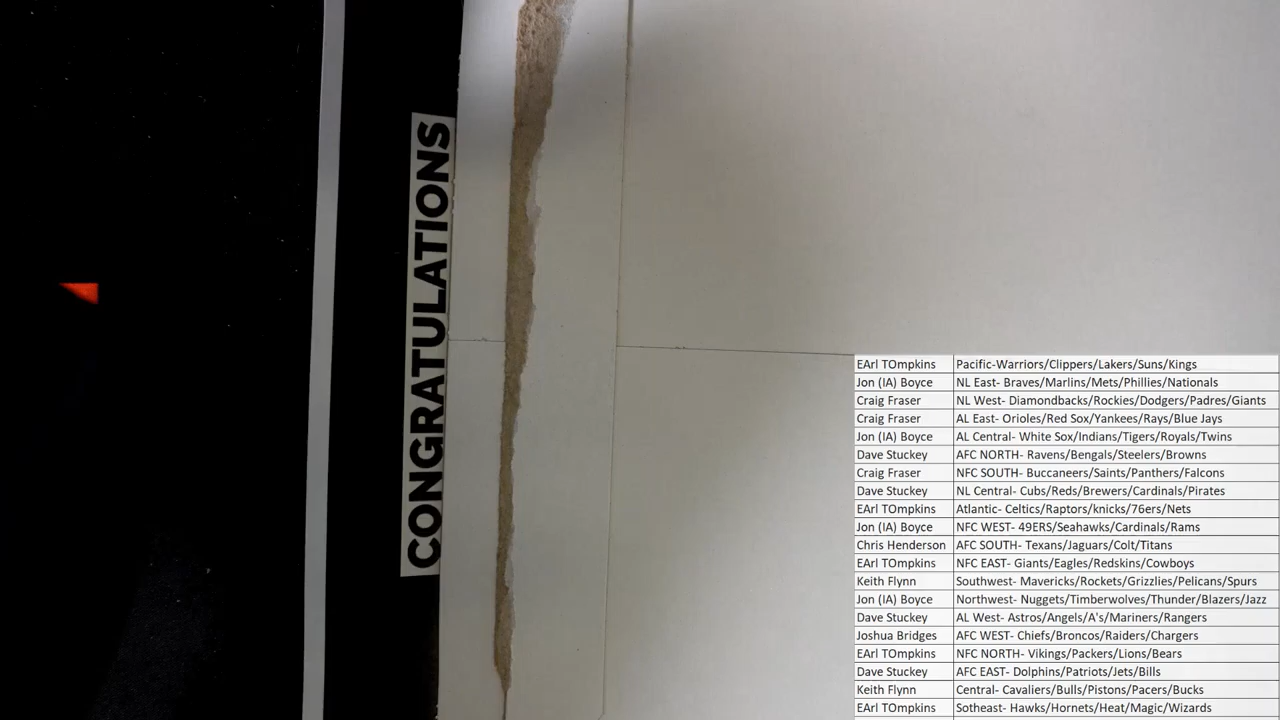 CONGRATULATIONS
EArl TOmpkins Pacific-Warriors/Clippers/Lakers/Suns/Kings
Jon (IA) Boyce NL East- Braves/Marlins/Mets/Phillies/Nationals
Craig Fraser NL West- Diamondbacks/Rockies/Dodgers/Padres/Giants
Craig Fraser AL East- Orioles/Red Sox/Yankees/Rays/Blue Jays
Jon (IA) Boyce AL Central- White Sox/Indians/Tigers/Royals/Twins
Dave Stuckey AFC NORTH- Ravens/Bengals/Steelers/Browns
Craig Fraser NFC SOUTH- Buccaneers/Saints/Panthers/Falcons
Dave Stuckey NL Central- Cubs/Reds/Brewers/Cardinals/Pirates
EArl TOmpkins Atlantic- Celtics/Raptors/knicks/76ers/Nets
Jon (IA) Boyce NFC WEST- 49ERS/Seahawks/Cardinals/Rams
Chris Henderson AFC SOUTH- Texans/Jaguars/Colt/Titans
EArl TOmpkins NFC EAST- Giants/Eagles/Redskins/Cowboys
Keith Flynn Southwest- Mavericks/Rockets/Grizzlies/Pelicans/Spurs
Jon (IA) Boyce Northwest- Nuggets/Timberwolves/Thunder/Blazers/Jazz
Dave Stuckey AL West- Astros/Angels/A's/Mariners/Rangers
Joshua Bridges AFC WEST- Chiefs/Broncos/Raiders/Chargers
EArl TOmpkins NFC NORTH- Vikings/Packers/Lions/Bears
Dave Stuckey AFC EAST- Dolphins/Patriots/Jets/Bills
Keith Flynn Central- Cavaliers/Bulls/Pistons/Pacers/Bucks
EArl TOmpkins Sotheast- Hawks/Hornets/Heat/Magic/Wizards